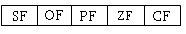 SF OF PF ZF CF